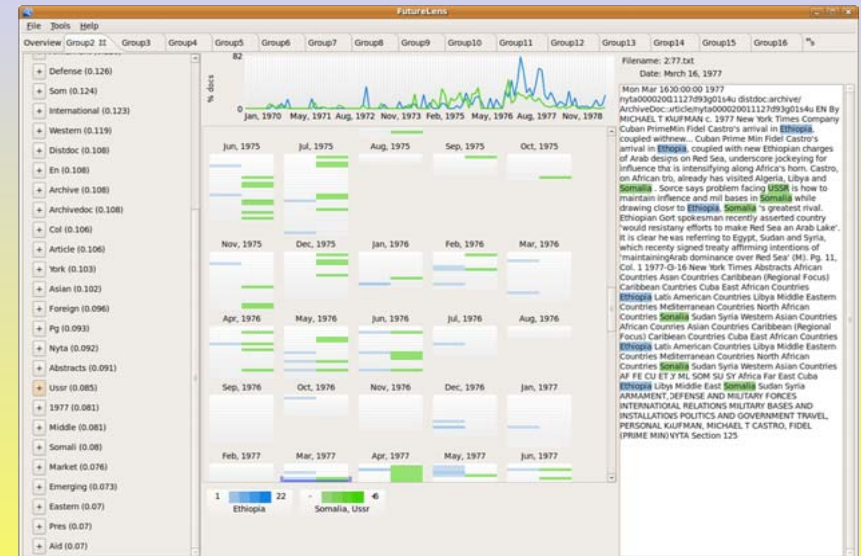 FutureLens
File Tools Help
Overview Group2 Group3 Group4 Group5 Group6 Group7 Group8 Group9 Group10 Group11 Group12 Group13 Group14 Group15 Group16
+ Defense (0.126)
+ Som (0.124)
+ International (0.123)
+ Western (0.119)
+ Distdoc (0.108)
+ En (0.108)
+ Archive (0.108)
+ Archivedoc (0.108)
+ Col (0.106)
+ Article (0.106)
+ York (0.103)
+ Asian (0.102)
+ Foreign (0.096)
+ Pg (0.093)
+ Nyta (0.092)
+ Abstracts (0.091)
+ Ussr (0.085)
+ 1977 (0.081)
+ Middle (0.081)
+ Somali (0.08)
+ Market (0.076)
+ Emerging (0.073)
+ Eastern (0.07)
+ Pres (0.07)
+ Aid (0.07)
82
% docs
0
Jan, 1970 May, 1971 Aug, 1972 Nov, 1973 Feb, 1975 May, 1976 Aug, 1977 Nov, 1978
Jun, 1975 Jul, 1975 Aug, 1975 Sep, 1975 Oct, 1975
Nov, 1975 Dec, 1975 Jan, 1976 Feb, 1976 Mar, 1976
Apr, 1976 May, 1976 Jun, 1976 Jul, 1976 Aug, 1976
Sep, 1976 Oct, 1976 Nov, 1976 Dec, 1976 Jan, 1977
Feb, 1977 Mar, 1977 Apr, 1977 May, 1977 Jun, 1977
1 22 - 6
Ethiopia Somalia, Ussr
Filename: 2:77.txt
Date: March 16, 1977
Mon Mar 16 00:00:00 1977
ArchiveDoc :article/nyta000020011127d93g01s4u EN By
MICHAEL T KUFMAN c. 1977 New York Times Company
Cuban PrimeMin Fidel Castro's arrival in Ethiopia,
coupled withnew... Cuban Prime Min Fidel Castro's
arrival in Ethopia, coupled with new Ethiopian charges
of Arab designs on Red Sea, underscore jockeying for
influence tha is intensifying along Africa's horn. Castro,
on African tro, already has visited Algeria, Libya and
Somalia . Sorce says problem facing USSR is how to
maintain infience and mil bases in Somalia while
drawing closr to Ethiopia, Somalia 's greatest rival.
Ethiopian Gort spokesman recently asserted country
'would resistany efforts to make Red Sea an Arab Lake'.
It is clear he was referring to Egypt, Sudan and Syria,
which recently signed treaty affirming intentions of
'maintainingArab dominance over Red Sea' (M). Pg. 11,
Col. 1 1977-G-16 New York Times Abstracts African
Countries Asan Countries Caribbean (Regional Focus)
Caribbean Countries Cuba East African Countries
Ethiopia Latii American Countries Libya Middle Eastern
Countries Mediterranean Countries North African
Countries Sonalia Sudan Syria Western Asian Countries
African Counries Asian Countries Caribbean (Regional
Focus) Caribbean Countries Cuba East African Countries
Ethiopia Latii American Countries Libya Middle Eastern
Countries Mediterranean Countries North African
Countries Sonalia Sudan Syria Western Asian Countries
AF FE CU ET JY ML SOM SU SY Africa Far East Cuba
Ethiopia Libya Middle East Somalia Sudan Syria
ARMAMENT, DEFENSE AND MILITARY FORCES
INTERNATIONAL RELATIONS MILITARY BASES AND
INSTALLATIONS POLITICS AND GOVERNMENT TRAVEL,
PERSONAL KAUFMAN, MICHAEL T CASTRO, FIDEL
(PRIME MIN) NYTA Section 125